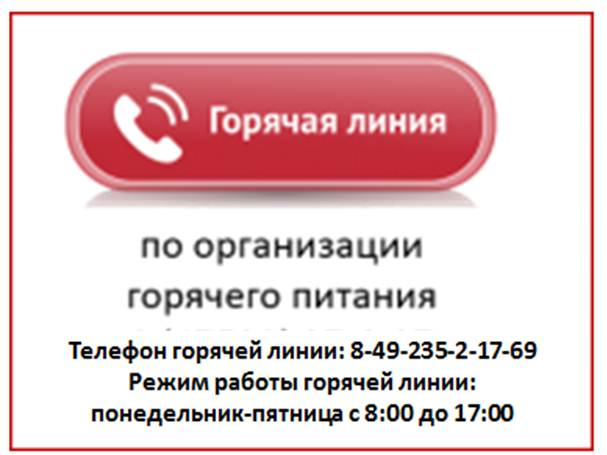 Горячая линия
по организации
горячего питания
Телефон горячей линии: 8-49-235-2-17-69
Режим работы горячей линии:
понедельник-пятница с 8:00 до 17:00